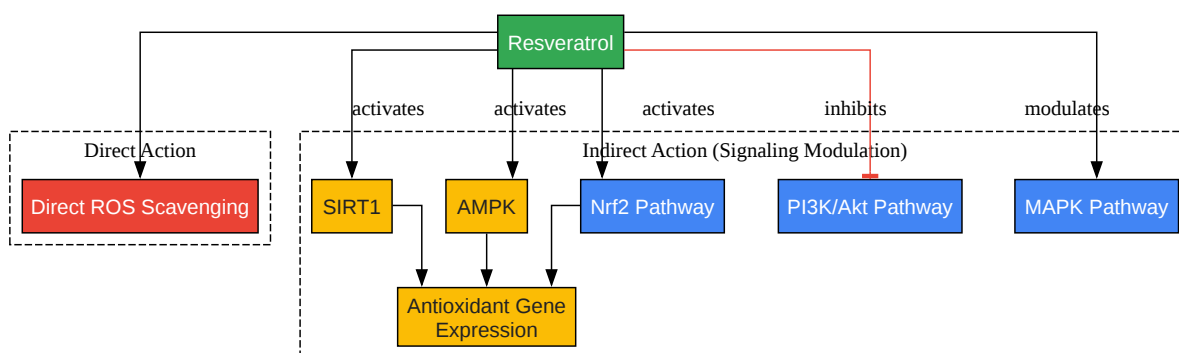 Resveratrol
activates
activates
activates
inhibits
modulates
Direct Action
Indirect Action (Signaling Modulation)
Direct ROS Scavenging
SIRT1
AMPK
Nrf2 Pathway
PI3K/Akt Pathway
MAPK Pathway
Antioxidant Gene
Expression